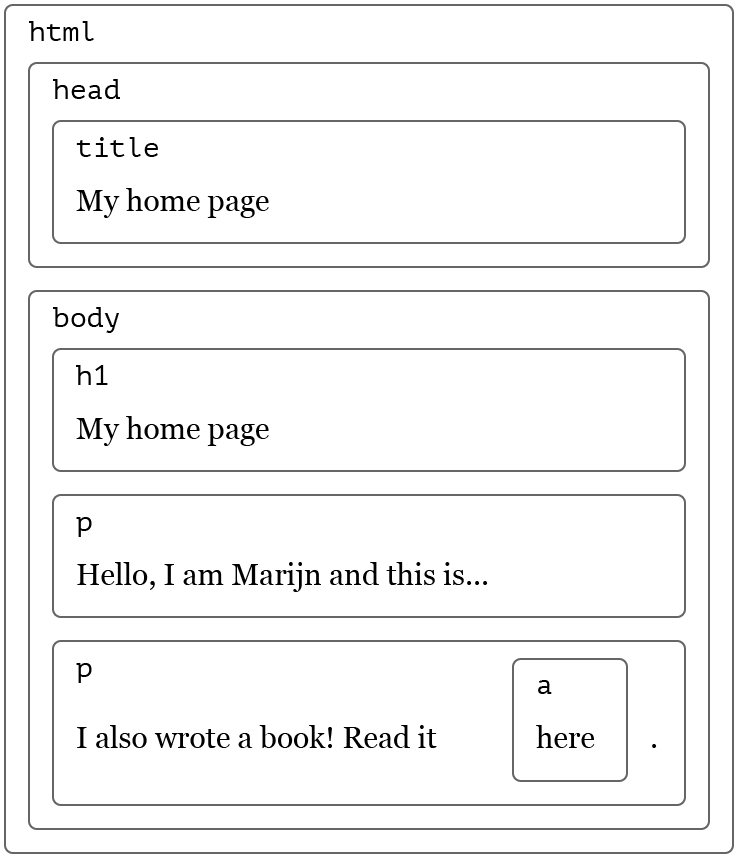 html
head
title
My home page
body
h1
My home page
p
Hello, I am Marijn and this is...
p
a
I also wrote a book! Read it here .